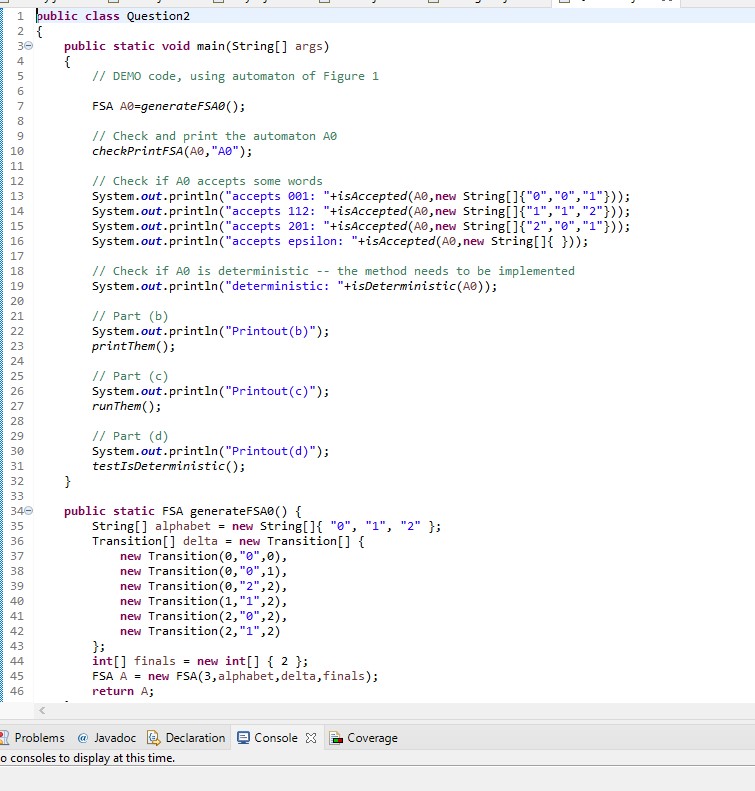 1 public class Question2
2 {
3 public static void main(String[] args)
4 {
5 // DEMO code, using automaton of Figure 1
6
7 FSA A0=generateFSA0();
8
9 // Check and print the automaton A0
10 checkPrintFSA(A0,"A0");
11
12 // Check if A0 accepts some words
13 System.out.println("accepts 001: "+isAccepted(A0,new String[]{"0","0","1"}));
14 System.out.println("accepts 112: "+isAccepted(A0,new String[]{"1","1","2"}));
15 System.out.println("accepts 201: "+isAccepted(A0,new String[]{"2","0","1"}));
16 System.out.println("accepts epsilon: "+isAccepted(A0,new String[]{ }));
17
18 // Check if A0 is deterministic -- the method needs to be implemented
19 System.out.println("deterministic: "+isDeterministic(A0));
20
21 // Part (b)
22 System.out.println("Printout(b)");
23 printThem();
24
25 // Part (c)
26 System.out.println("Printout(c)");
27 runThem();
28
29 // Part (d)
30 System.out.println("Printout(d)");
31 testIsDeterministic();
32 }
33
34 public static FSA generateFSA0() {
35 String[] alphabet = new String[]{ "0", "1", "2" };
36 Transition[] delta = new Transition[] {
37 new Transition(0,"0",0),
38 new Transition(0,"0",1),
39 new Transition(0,"2",2),
40 new Transition(1,"1",2),
41 new Transition(2,"0",2),
42 new Transition(2,"1",2)
43 };
44 int[] finals = new int[] { 2 };
45 FSA A = new FSA(3,alphabet,delta,finals);
46 return A;
Problems @ Javadoc Declaration Console Coverage
o consoles to display at this time.